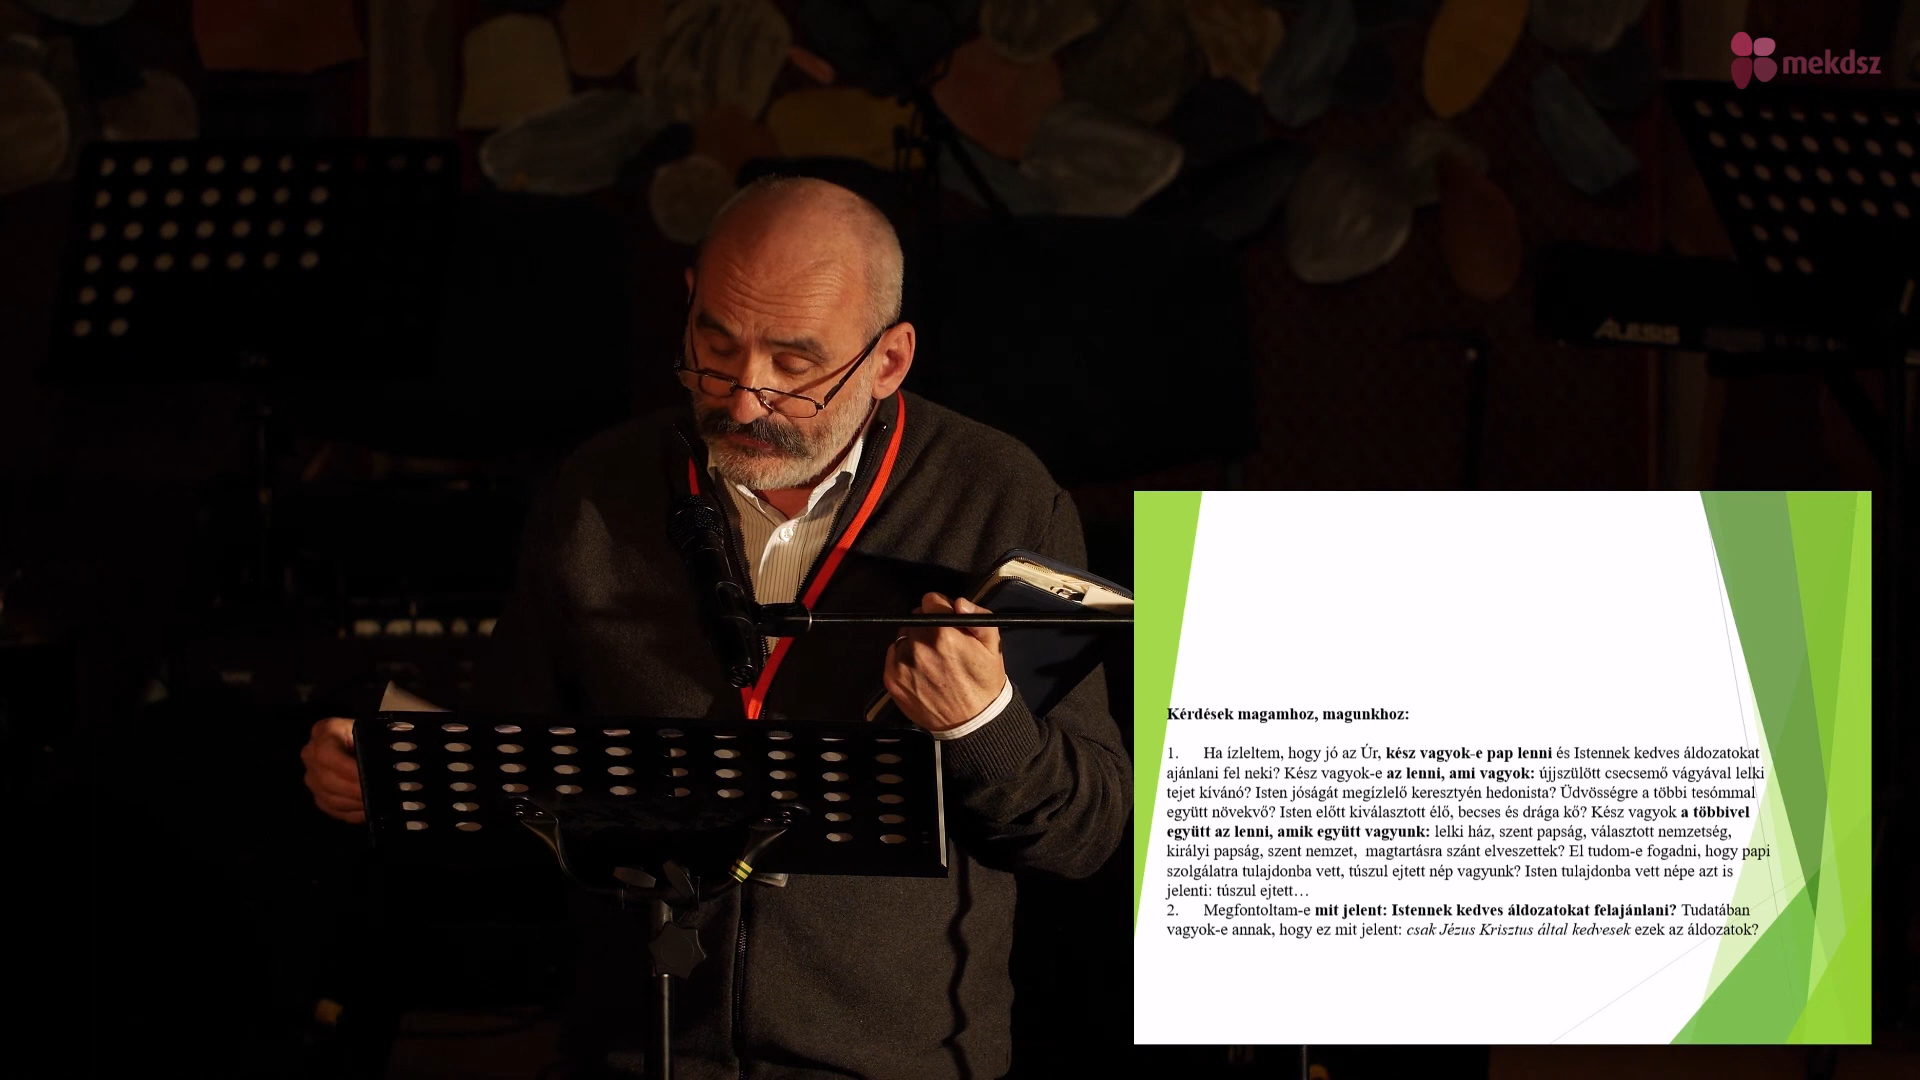 mekdsz
ALESIS
Kérdések magamhoz, magunkhoz:
1. Ha ízleltem, hogy jó az Úr, kész vagyok-e pap lenni és Istennek kedves áldozatokat
ajánlani fel neki? Kész vagyok-e az lenni, ami vagyok: újjszülött csecsemő vágyával lelki
tejet kívánó? Isten jóságát megízlelő keresztyén hedonista? Üdvösségre a többi tesómmal
együtt növekvő? Isten előtt kiválasztott élő, becses és drága kő? Kész vagyok a többivel
együtt az lenni, amik együtt vagyunk: lelki ház, szent papság, választott nemzetség,
királyi papság, szent nemzet, magtartásra szánt elveszettek? El tudom-e fogadni, hogy papi
szolgálatra tulajdonba vett, túszul ejtett nép vagyunk? Isten tulajdonba vett népe azt is
jelenti: túszul ejtett…
2. Megfontoltam-e mit jelent: Istennek kedves áldozatokat felajánlani? Tudatában
vagyok-e annak, hogy ez mit jelent: csak Jézus Krisztus által kedvesek ezek az áldozatok?